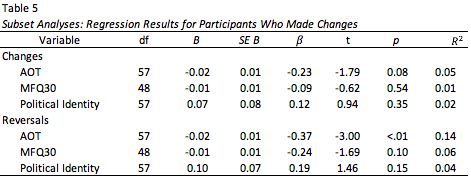 Table 5
Subset Analyses: Regression Results for Participants Who Made Changes
Variable df B SE B β t p R²
Changes
AOT 57 -0.02 0.01 -0.23 -1.79 0.08 0.05
MFQ30 48 -0.01 0.01 -0.09 -0.62 0.54 0.01
Political Identity 57 0.07 0.08 0.12 0.94 0.35 0.02
Reversals
AOT 57 -0.02 0.01 -0.37 -3.00 <.01 0.14
MFQ30 48 -0.01 0.01 -0.24 -1.69 0.10 0.06
Political Identity 57 0.10 0.07 0.19 1.46 0.15 0.04